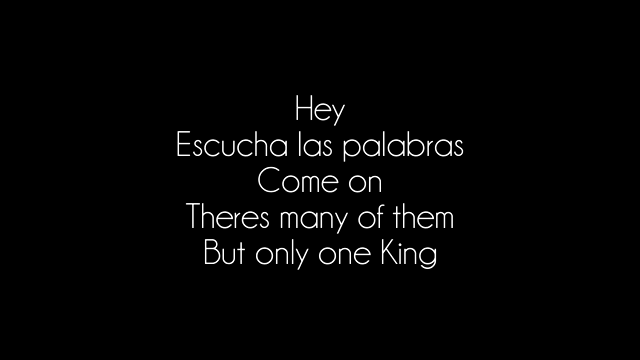 Hey
Escucha las palabras
Come on
Theres many of them
But only one King